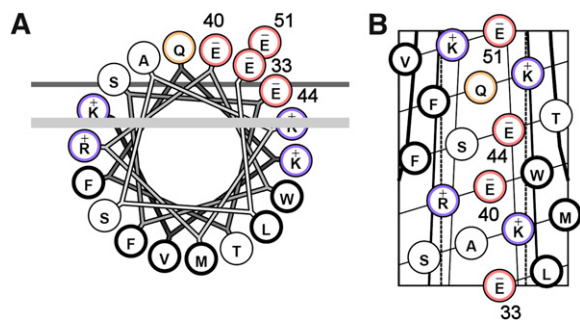 A
40 51
A Q Ē Ē
S Ē 33
Ē 44
+ +
K
+ +
R K
F W
S L
F V M T
B
+
V K Ē
51
+
F Q K
T
F S Ē
44
W
+
R Ē
40 M
+
S A K
L
Ē
33